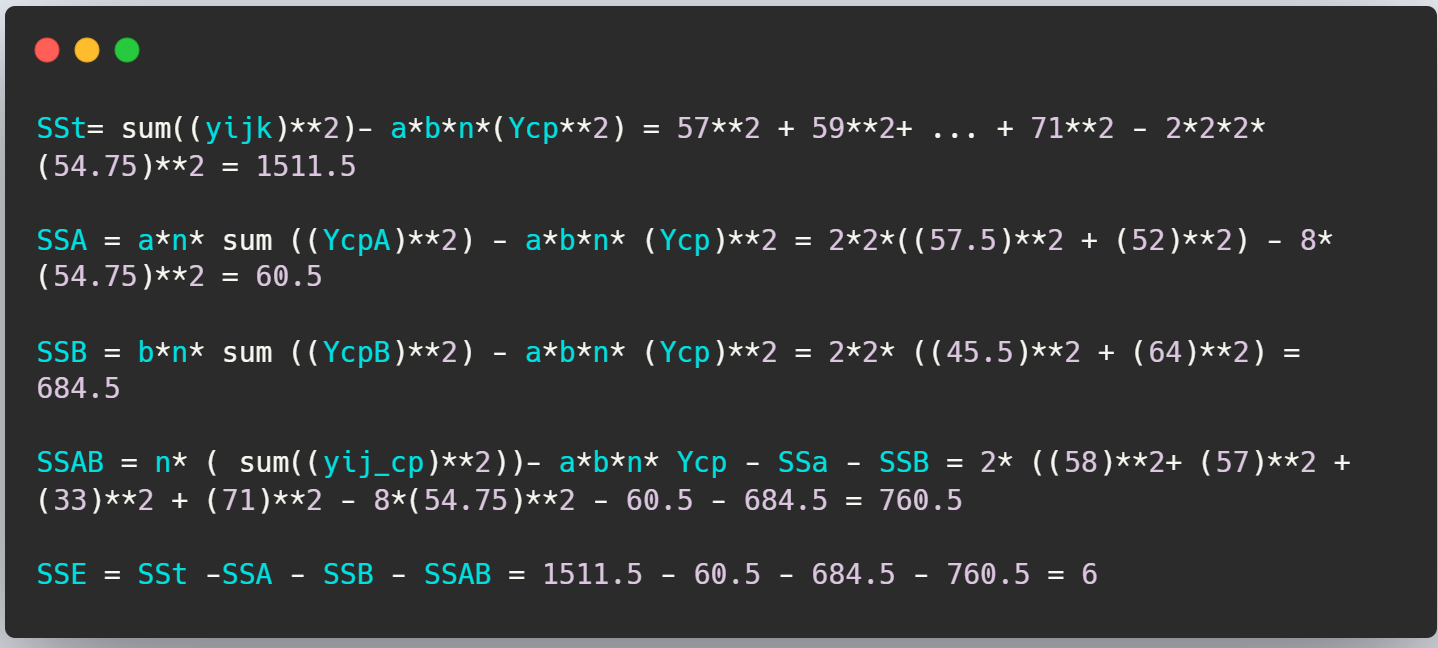 SSt= sum((yijk)**2)- a*b*n*(Ycp**2) = 57**2 + 59**2+ ... + 71**2 - 2*2*2*
(54.75)**2 = 1511.5
SSA = a*n* sum ((YcpA)**2) - a*b*n* (Ycp)**2 = 2*2*((57.5)**2 + (52)**2) - 8*
(54.75)**2 = 60.5
SSB = b*n* sum ((YcpB)**2) - a*b*n* (Ycp)**2 = 2*2* ((45.5)**2 + (64)**2) =
684.5
SSAB = n* ( sum((yij_cp)**2))- a*b*n* Ycp - SSa - SSB = 2* ((58)**2+ (57)**2 +
(33)**2 + (71)**2 - 8*(54.75)**2 - 60.5 - 684.5 = 760.5
SSE = SSt -SSA - SSB - SSAB = 1511.5 - 60.5 - 684.5 - 760.5 = 6